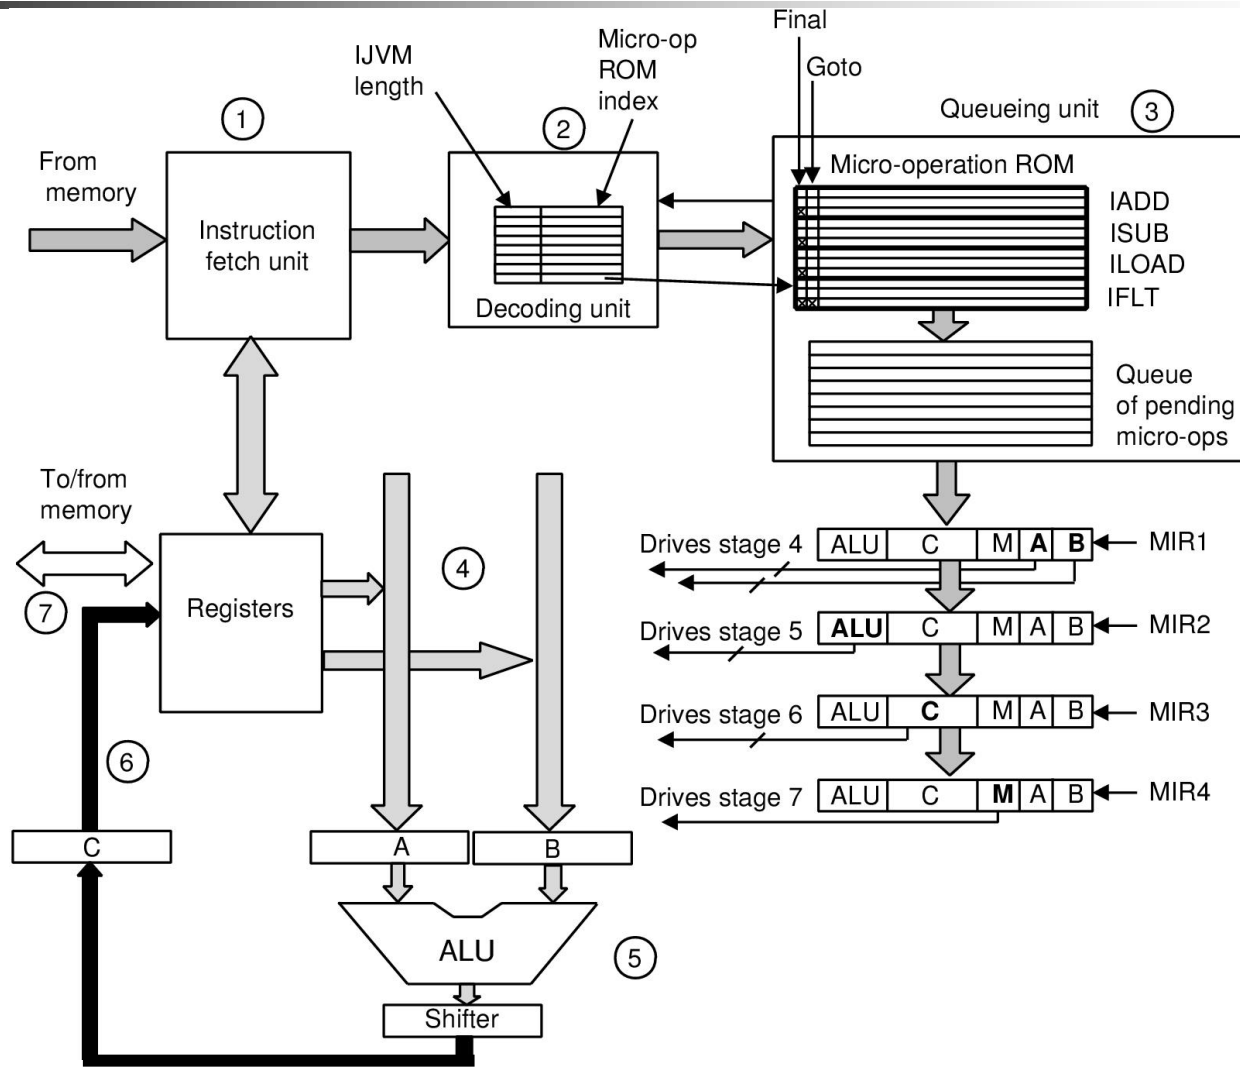 Final
Goto
IJVM
length
Micro-op
ROM
index
1
2
Queueing unit
3
From
memory
Instruction
fetch unit
Decoding unit
Micro-operation ROM
IADD
ISUB
ILOAD
IFLT
Queue
of pending
micro-ops
To/from
memory
7
Registers
4
6
C
A
B
ALU
5
Shifter
Drives stage 4
ALU C M A B
MIR1
Drives stage 5
ALU C M A B
MIR2
Drives stage 6
ALU C M A B
MIR3
Drives stage 7
ALU C M A B
MIR4